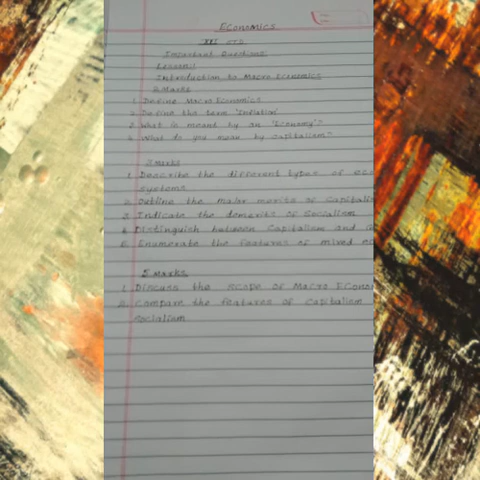 Economics
XII STD
Important Questions
Lesson 1
Introduction to Macro Economics
2 Marks
1. Define Macro Economics
2. Define the term 'Inflation'.
3. What is meant by an 'Economy'?
4. What do you mean by Capitalism?
3 marks
1. Describe the different types of eco
systems
2. Outline the major merits of Capitalis
3. Indicate the demerits of Socialism
4. Distinguish between Capitalism and
5. Enumerate the features of mixed ec
5 Marks
1. Discuss the scope of Macro Econo
2. Compare the features of Capitalism
Socialism